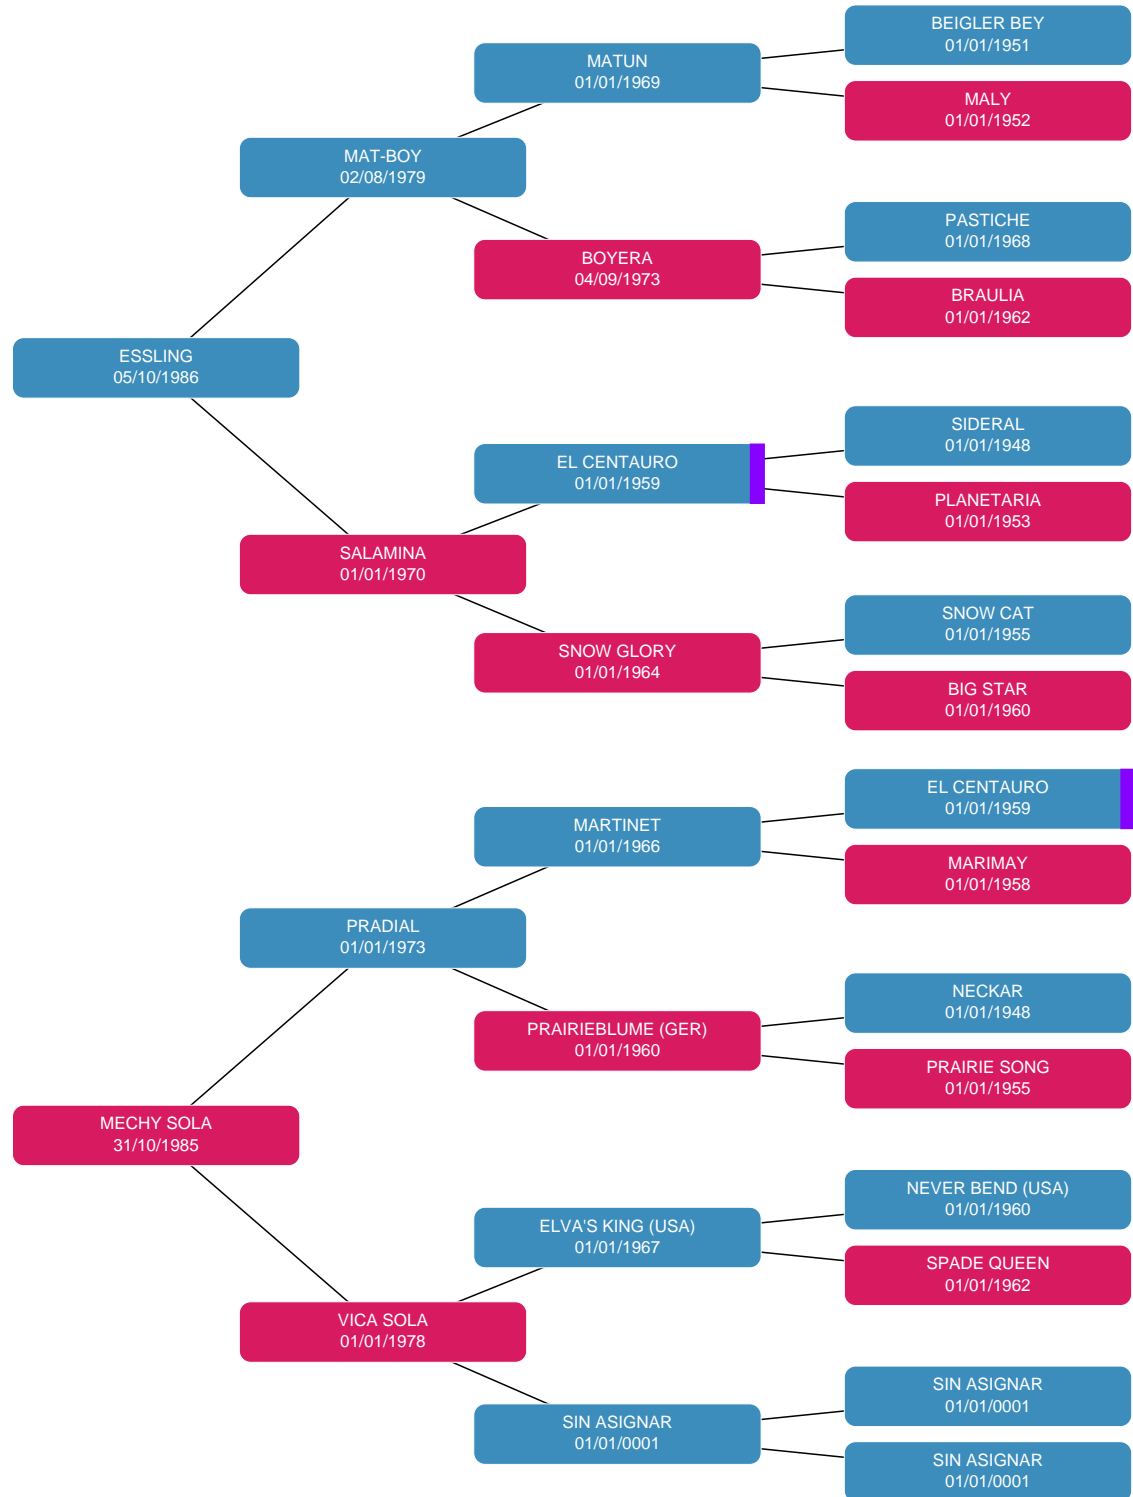 BEIGLER BEY
01/01/1951
MATUN
01/01/1969
MALY
01/01/1952
MAT-BOY
02/08/1979
PASTICHE
01/01/1968
BOYERA
04/09/1973
BRAULIA
01/01/1962
ESSLING
05/10/1986
SIDERAL
01/01/1948
EL CENTAURO
01/01/1959
PLANETARIA
01/01/1953
SALAMINA
01/01/1970
SNOW CAT
01/01/1955
SNOW GLORY
01/01/1964
BIG STAR
01/01/1960
EL CENTAURO
01/01/1959
MARTINET
01/01/1966
MARIMAY
01/01/1958
PRADIAL
01/01/1973
NECKAR
01/01/1948
PRAIRIEBLUME (GER)
01/01/1960
PRAIRIE SONG
01/01/1955
MECHY SOLA
31/10/1985
NEVER BEND (USA)
01/01/1960
ELVA'S KING (USA)
01/01/1967
SPADE QUEEN
01/01/1962
VICA SOLA
01/01/1978
SIN ASIGNAR
01/01/0001
SIN ASIGNAR
01/01/0001
SIN ASIGNAR
01/01/0001